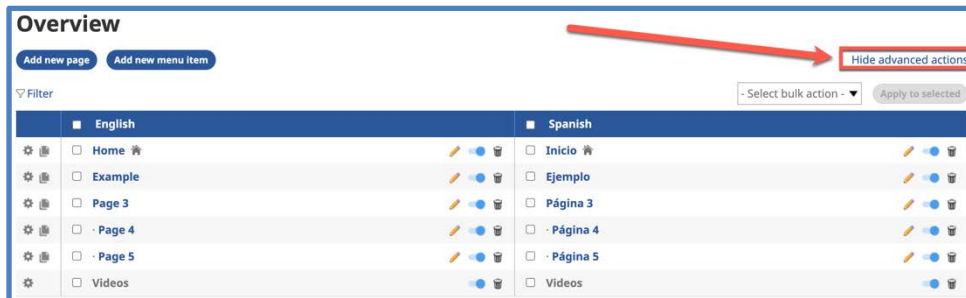 Overview
Add new page Add new menu item Hide advanced actions
Filter - Select bulk action - Apply to selected
English Spanish
Home Inicio
Example Ejemplo
Page 3 Página 3
· Page 4 · Página 4
· Page 5 · Página 5
Videos Videos